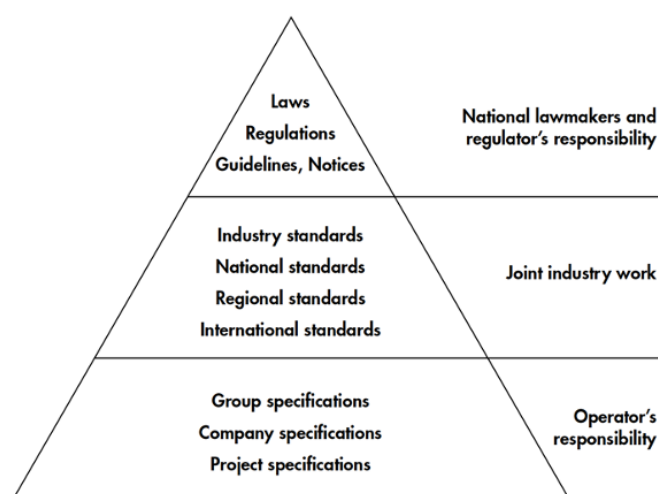 Laws
Regulations
Guidelines, Notices
National lawmakers and
regulator's responsibility
Industry standards
National standards
Regional standards
International standards
Joint industry work
Group specifications
Company specifications
Project specifications
Operator's
responsibility